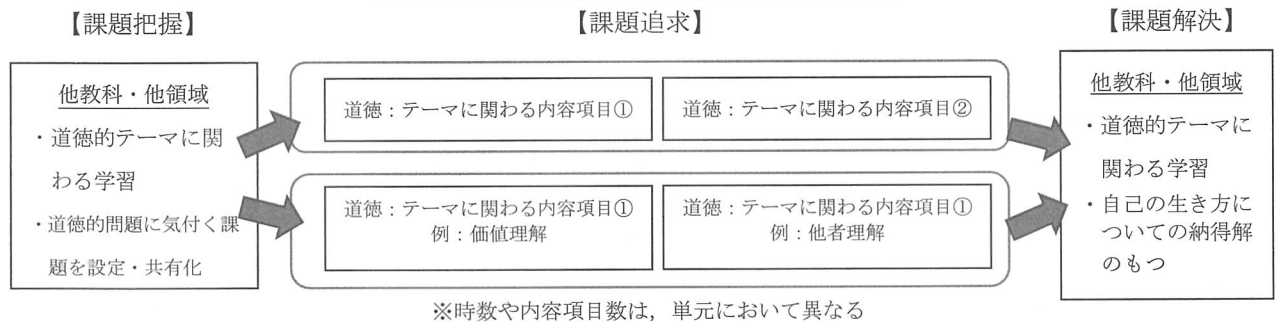 【課題把握】
【課題追求】
【課題解決】
他教科・他領域
・道徳的テーマに関
わる学習
・道徳的問題に気付く課
題を設定・共有化
道徳：テーマに関わる内容項目①
道徳：テーマに関わる内容項目②
道徳：テーマに関わる内容項目①
例：価値理解
道徳：テーマに関わる内容項目①
例：他者理解
他教科・他領域
・道徳的テーマに
関わる学習
・自己の生き方に
ついての納得解
のもつ
※時数や内容項目数は，単元において異なる